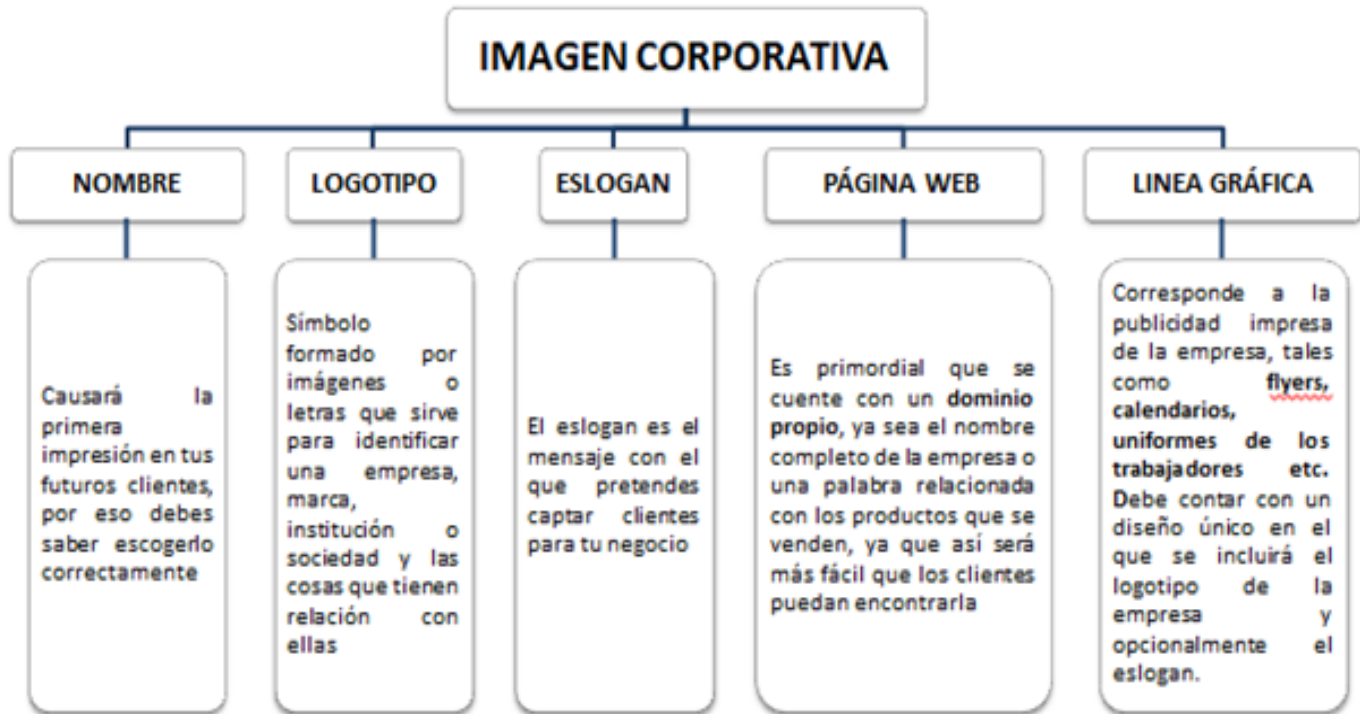 IMAGEN CORPORATIVA
NOMBRE
LOGOTIPO
ESLOGAN
PÁGINA WEB
LINEA GRÁFICA
Causará la
primera
impresión en tus
futuros clientes,
por eso debes
saber escogerlo
correctamente
Símbolo
formado por
imágenes o
letras que sirve
para identificar
una empresa,
marca,
institución o
sociedad y las
cosas que tienen
relación con
ellas
El eslogan es el
mensaje con el
que pretendes
captar clientes
para tu negocio
Es primordial que se
cuente con un dominio
propio, ya sea el nombre
completo de la empresa o
una palabra relacionada
con los productos que se
venden, ya que así será
más fácil que los clientes
puedan encontrarla
Corresponde a la
publicidad impresa
de la empresa, tales
como flyers,
calendarios,
uniformes de los
trabajadores etc.
Debe contar con un
diseño único en el
que se incluirá el
logotipo de la
empresa y
opcionalmente el
eslogan.